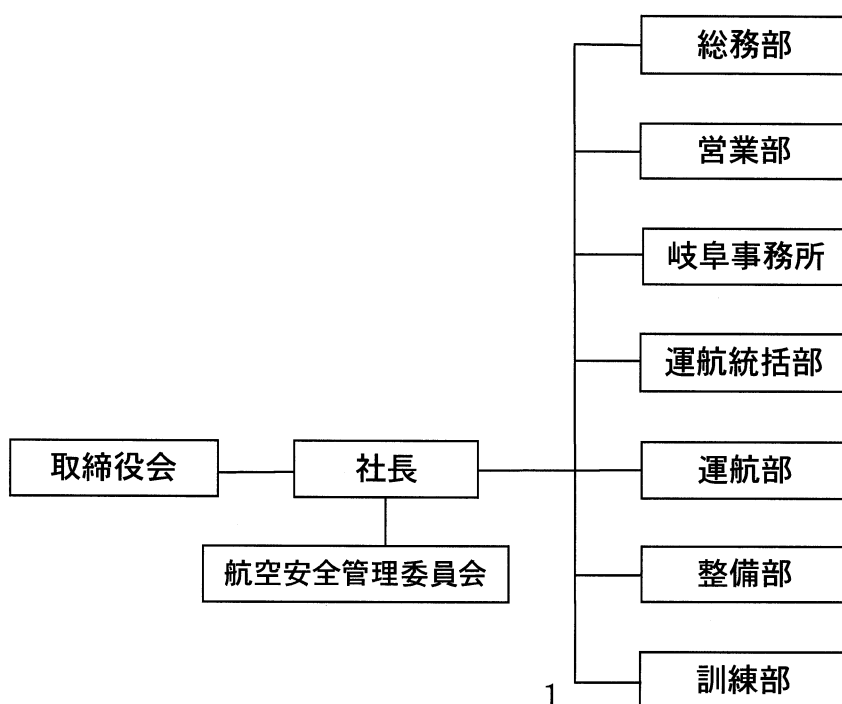 総務部
営業部
岐阜事務所
運航統括部
取締役会
社長
運航部
航空安全管理委員会
整備部
訓練部
1